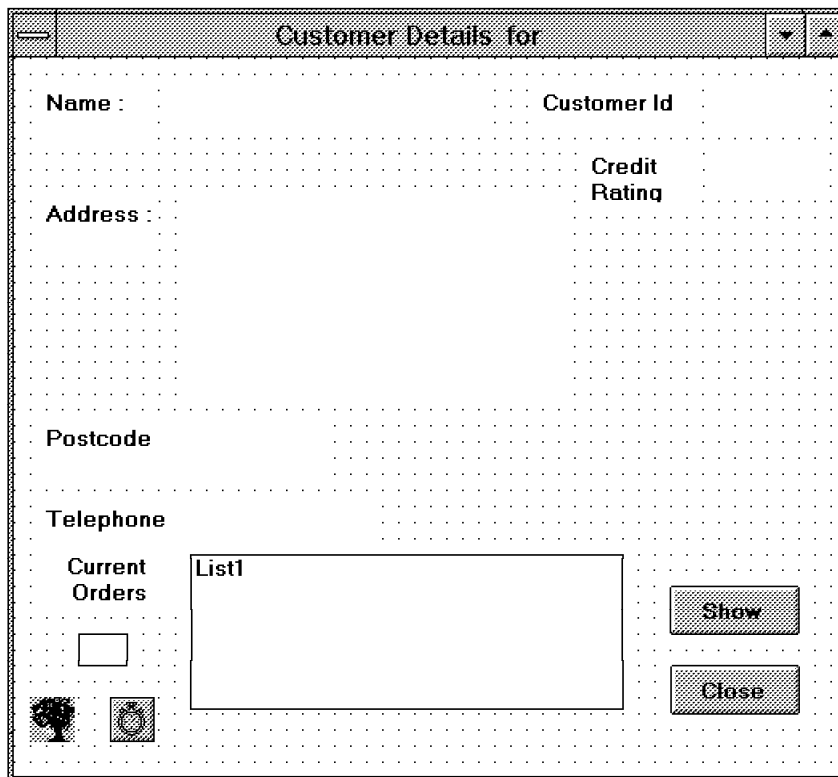 Customer Details for
Name :
Customer Id
Credit
Rating
Address :
Postcode
Telephone
Current
Orders
List1
Show
Close